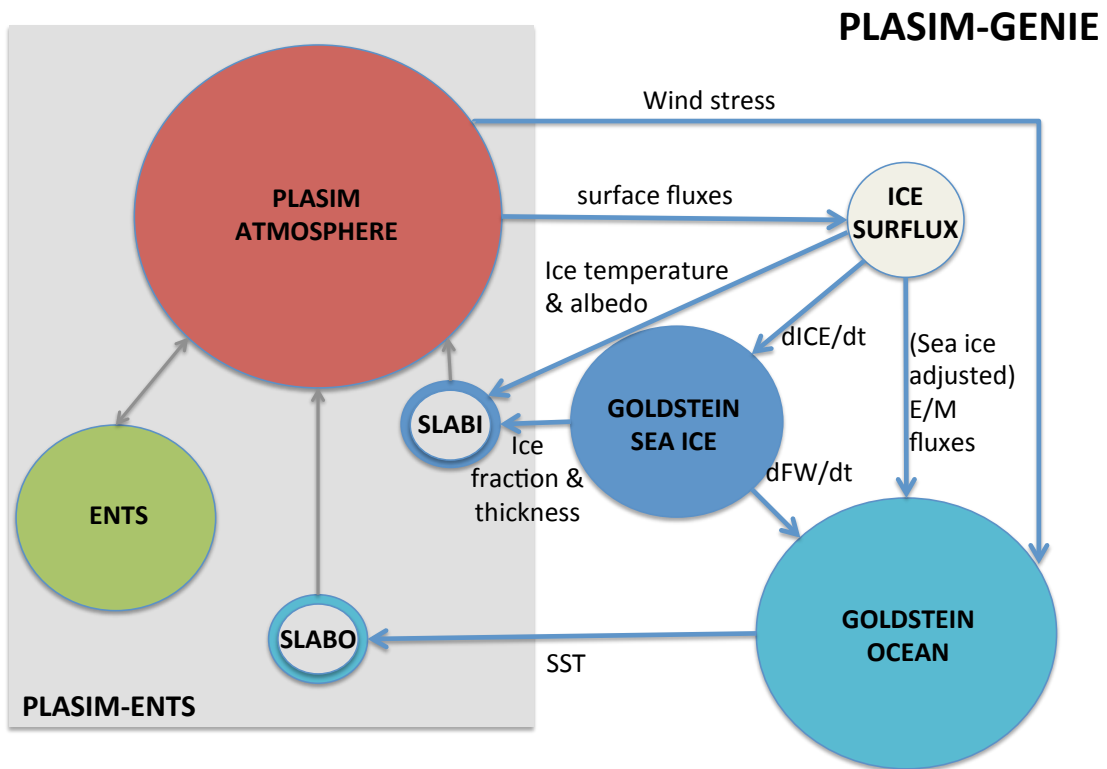 PLASIM-GENIE
Wind stress
PLASIM
ATMOSPHERE
surface fluxes
ICE
SURFLUX
Ice temperature
& albedo
dICE/dt
(Sea ice
adjusted)
E/M
fluxes
SLABI
GOLDSTEIN
SEA ICE
Ice
fraction &
thickness
dFW/dt
ENTS
SLABO
SST
GOLDSTEIN
OCEAN
PLASIM-ENTS